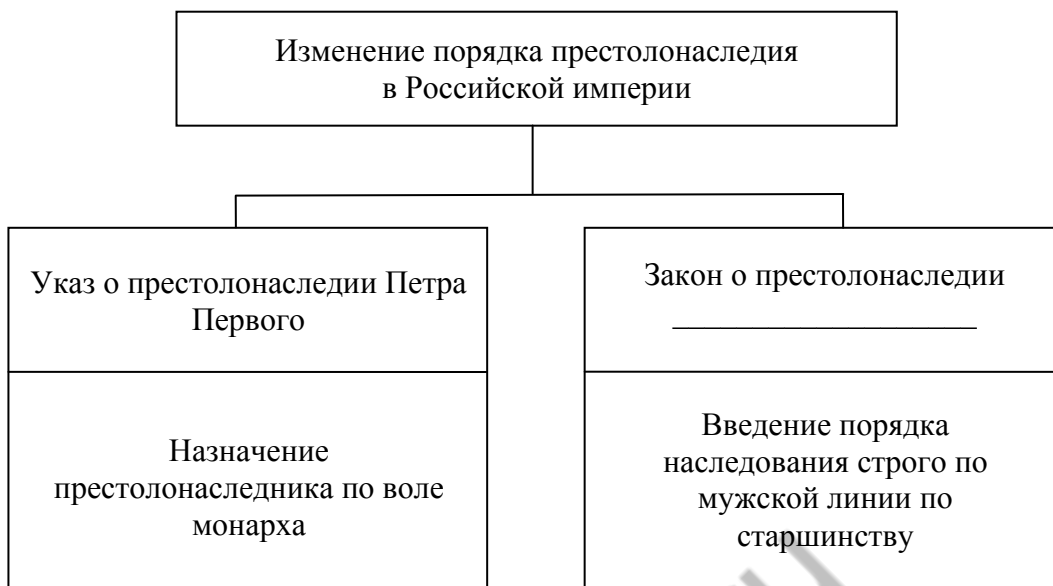 Изменение порядка престолонаследия
в Российской империи
Указ о престолонаследии Петра
Первого
Закон о престолонаследии
___________________
Назначение
престолонаследника по воле
монарха
Введение порядка
наследования строго по
мужской линии по
старшинству